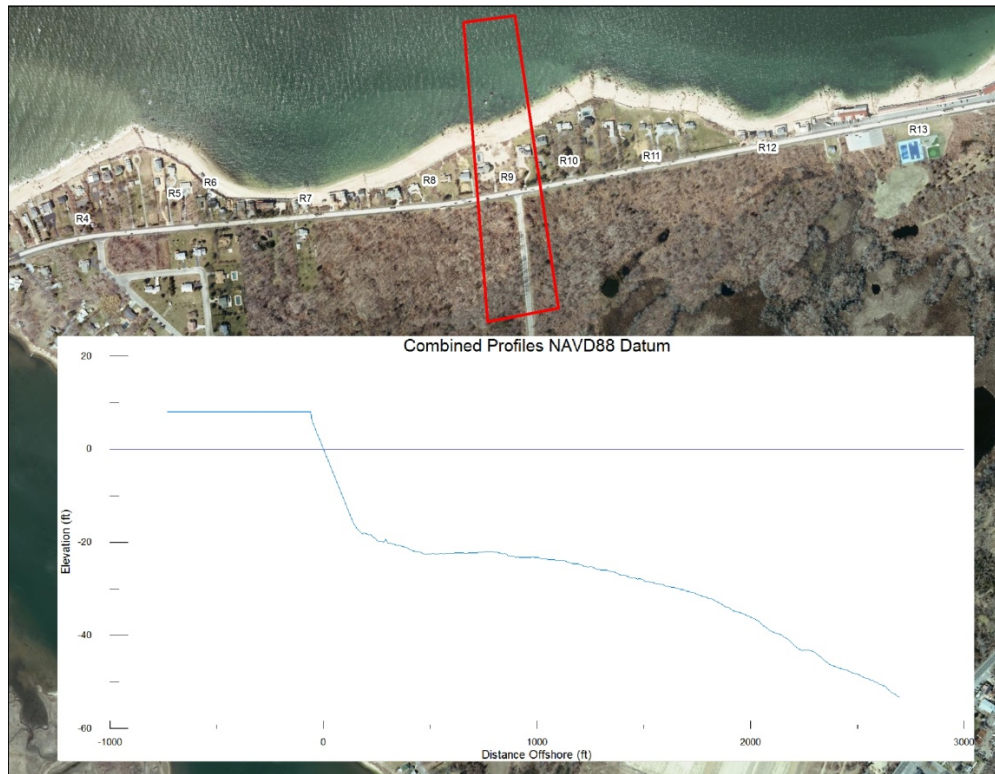 R13
R12
R11
R10
R9
R8
R7
R6
R5
R4
Combined Profiles NAVD88 Datum
20
0
-20
-40
-60
Elevation (ft)
-1000
0
1000
2000
3000
Distance Offshore (ft)